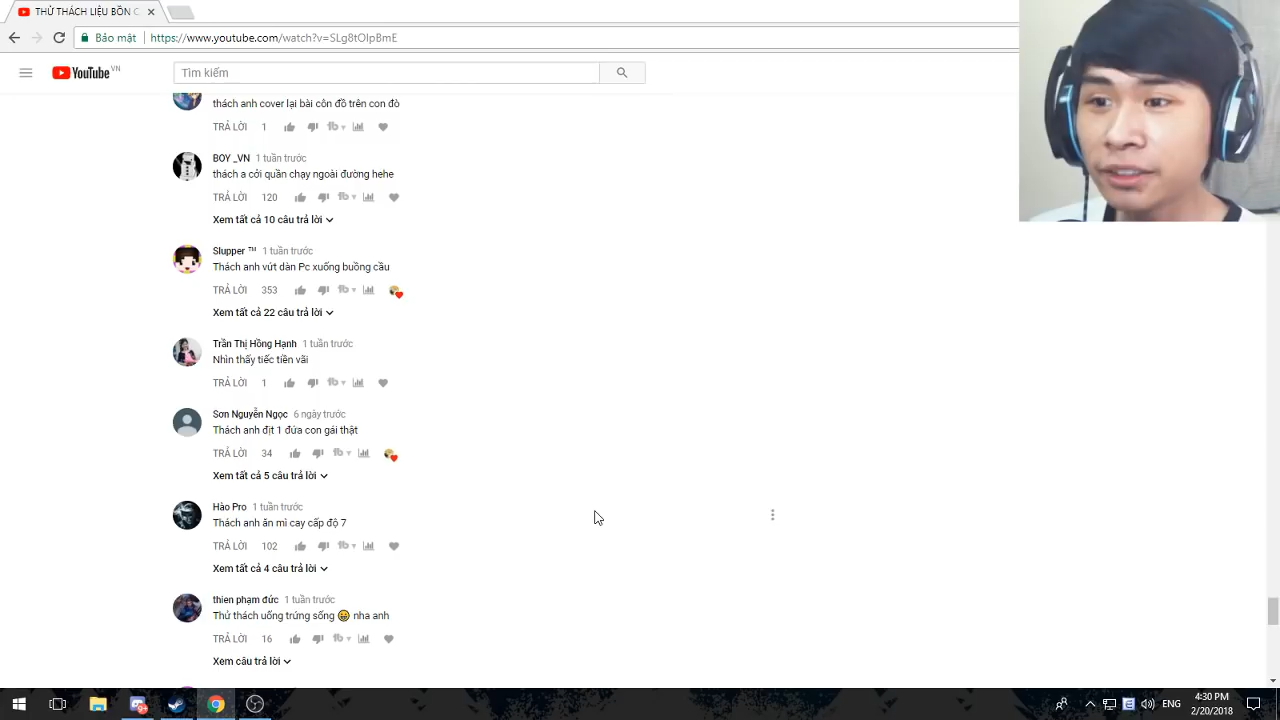 THỬ THÁCH LIỆU BỒN C
Bảo mật https://www.youtube.com/watch?v=SLg8tOIpBmE
YouTube VN
Tìm kiếm
thách anh cover lại bài côn đồ trên con đò
TRẢ LỜI 1
BOY _VN 1 tuần trước
thách a cởi quần chạy ngoài đường hehe
TRẢ LỜI 120
Xem tất cả 10 câu trả lời
Slupper ™ 1 tuần trước
Thách anh vứt dàn Pc xuống buồng cầu
TRẢ LỜI 353
Xem tất cả 22 câu trả lời
Trần Thị Hồng Hạnh 1 tuần trước
Nhìn thấy tiếc tiền vãi
TRẢ LỜI 1
Sơn Nguyễn Ngọc 6 ngày trước
Thách anh địt 1 đứa con gái thật
TRẢ LỜI 34
Xem tất cả 5 câu trả lời
Hào Pro 1 tuần trước
Thách anh ăn mì cay cấp độ 7
TRẢ LỜI 102
Xem tất cả 4 câu trả lời
thien phạm đức 1 tuần trước
Thử thách uống trứng sống 😁 nha anh
TRẢ LỜI 16
Xem câu trả lời
ENG
4:30 PM
2/20/2018